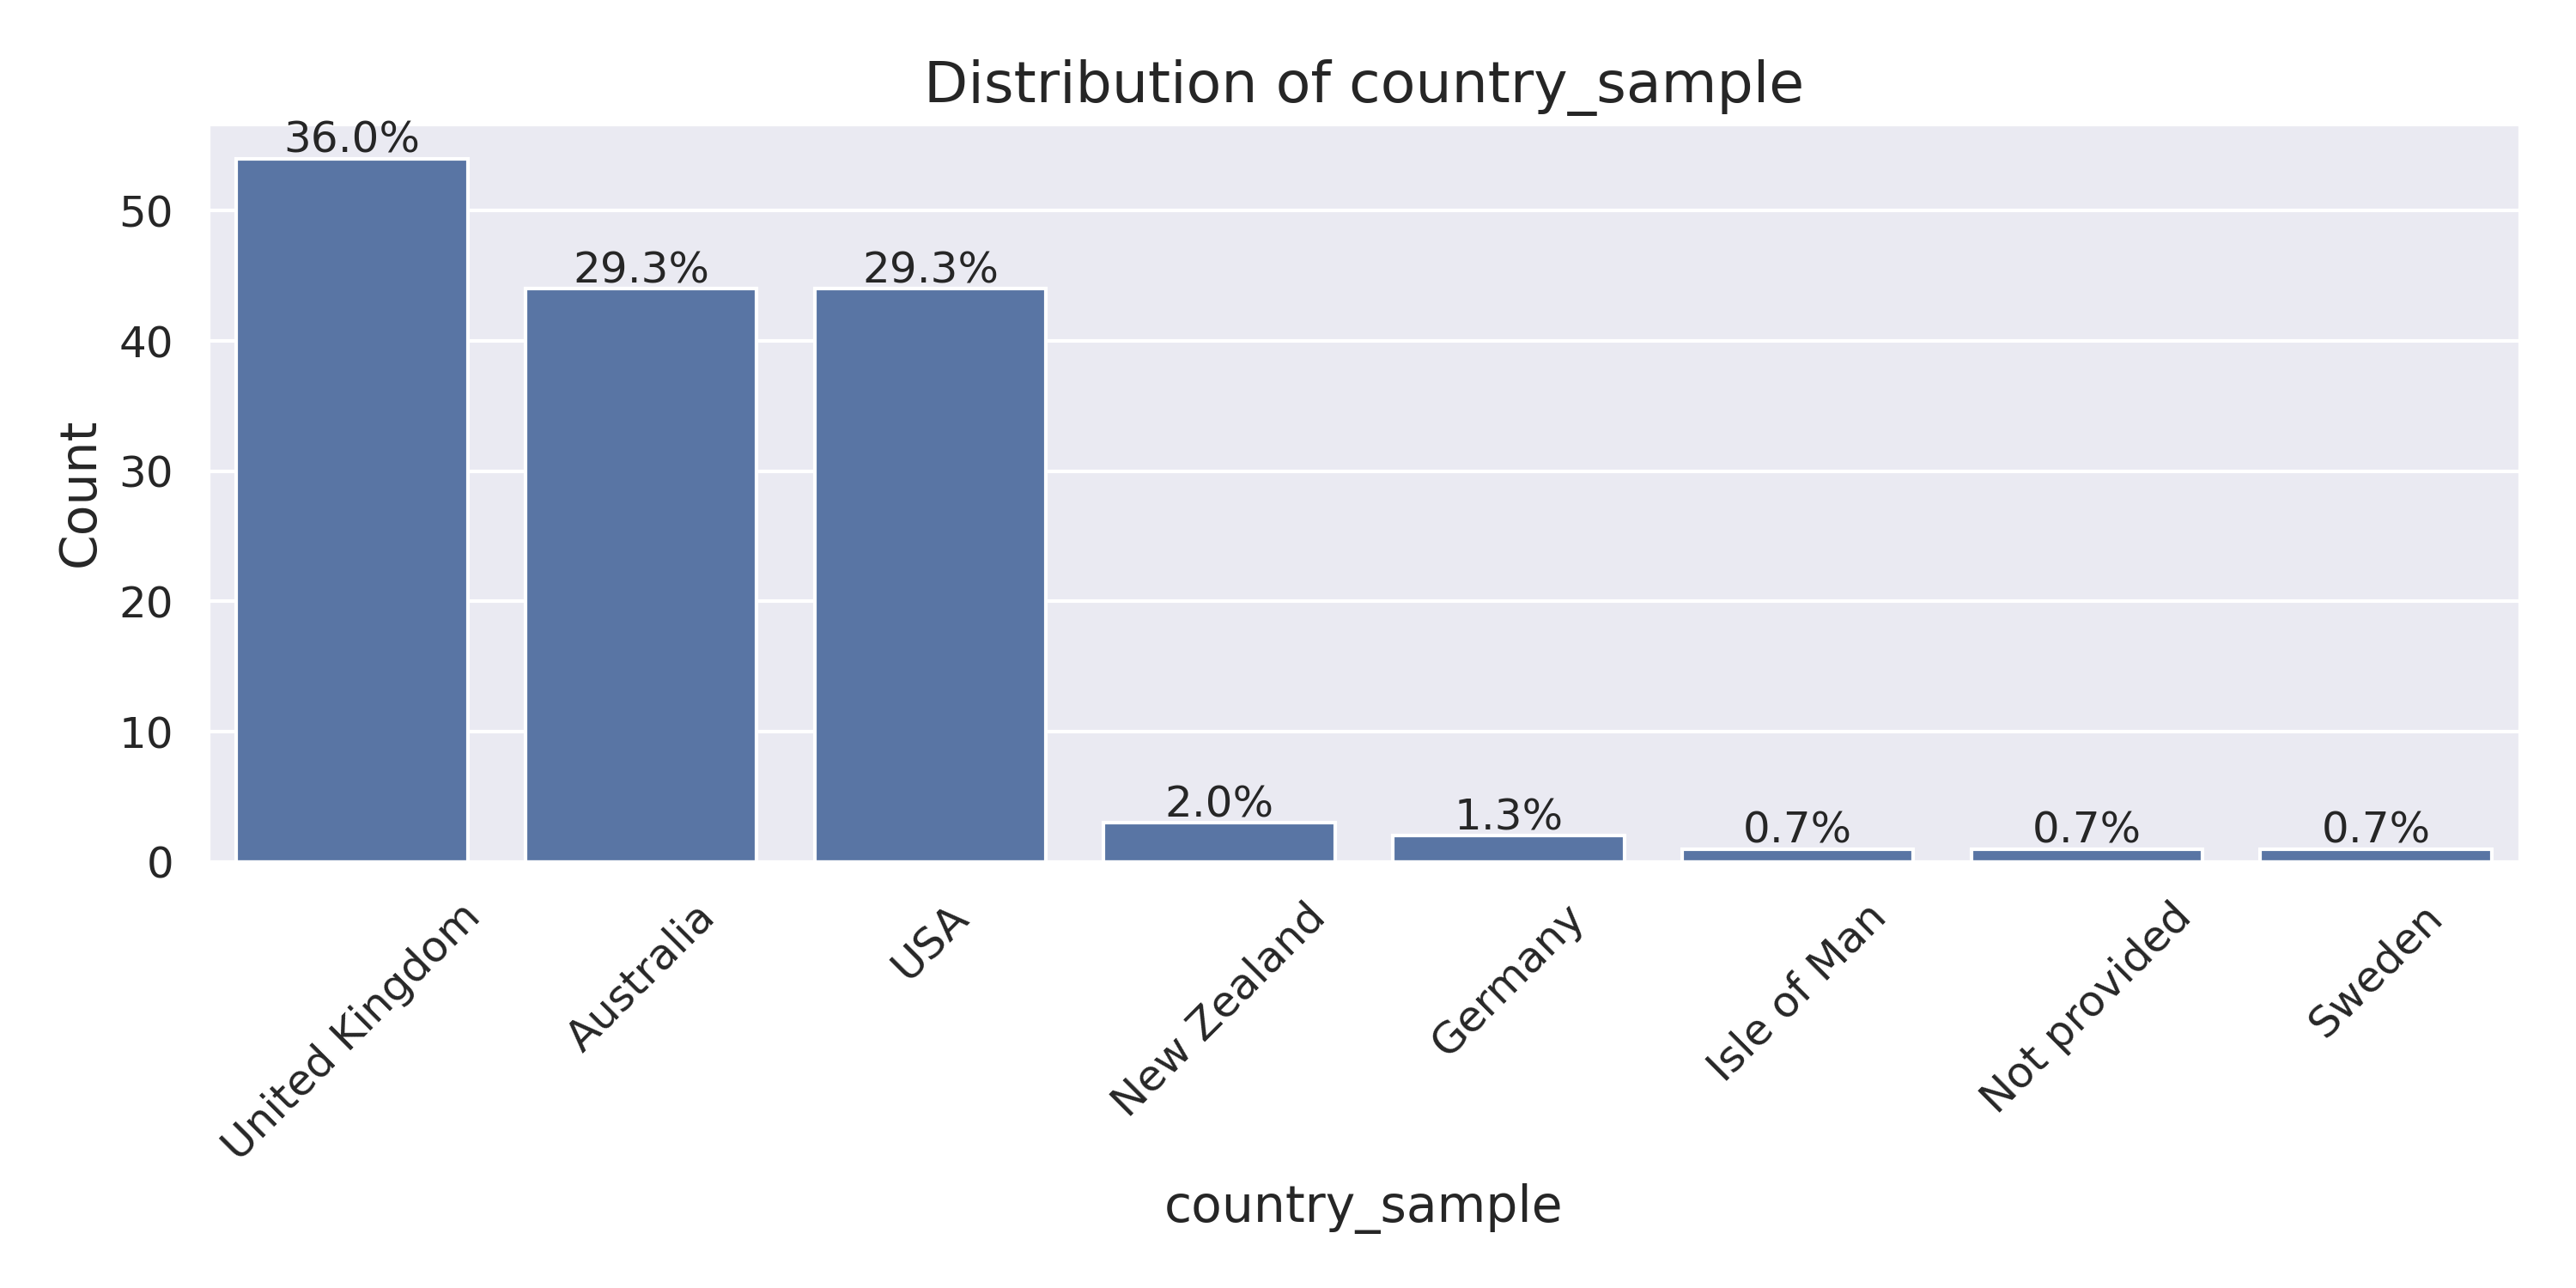 Distribution of country_sample
36.0%
29.3%
29.3%
2.0%
1.3%
0.7%
0.7%
0.7%
Count
50
40
30
20
10
0
United Kingdom
Australia
USA
New Zealand
Germany
Isle of Man
Not provided
Sweden
country_sample